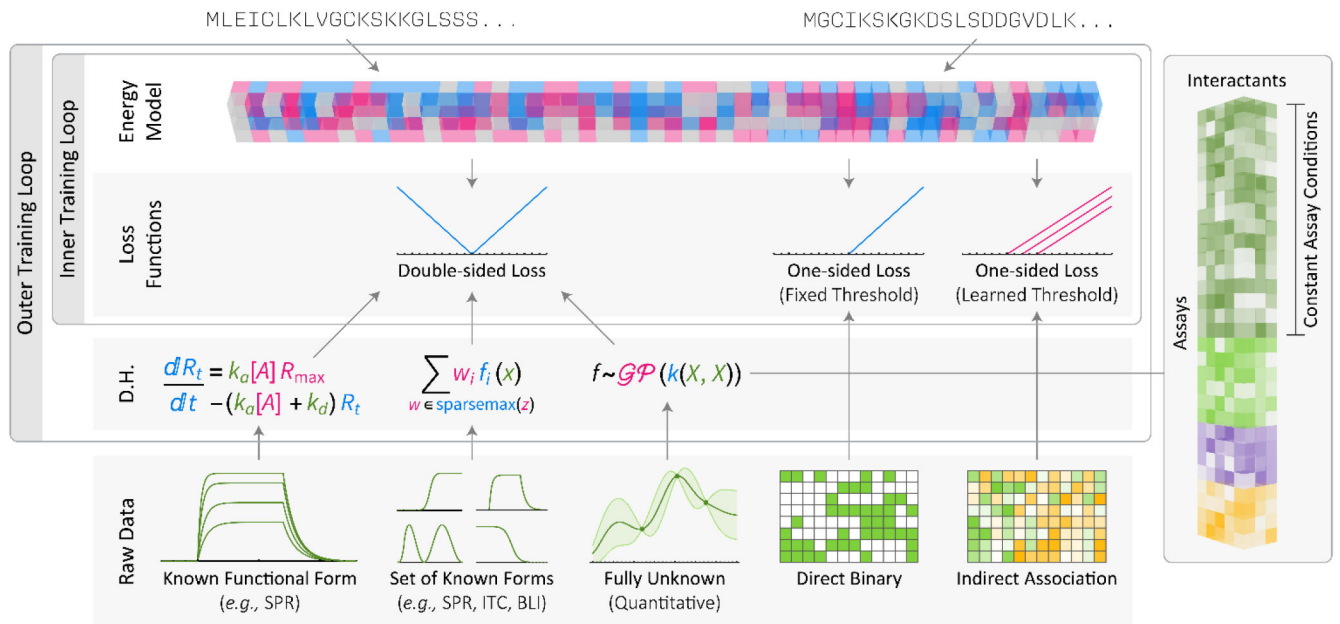 MLEICLKLVGCKSKKGLSSS...
MGCIKSKGKDSLSDDGVDLK...
Outer Training Loop
Inner Training Loop
Energy
Model
Loss
Functions
Double-sided Loss
One-sided Loss
(Fixed Threshold)
One-sided Loss
(Learned Threshold)
D.H.
dR_t/dt = k_a[A] R_max
−(k_a[A] + k_d) R_t
∑ w_i f_i (x)
w ∈ sparsemax(z)
f ~ 𝒢𝒫 (k(X, X))
Raw Data
Known Functional Form
(e.g., SPR)
Set of Known Forms
(e.g., SPR, ITC, BLI)
Fully Unknown
(Quantitative)
Direct Binary
Indirect Association
Interactants
Assays
Constant Assay Conditions